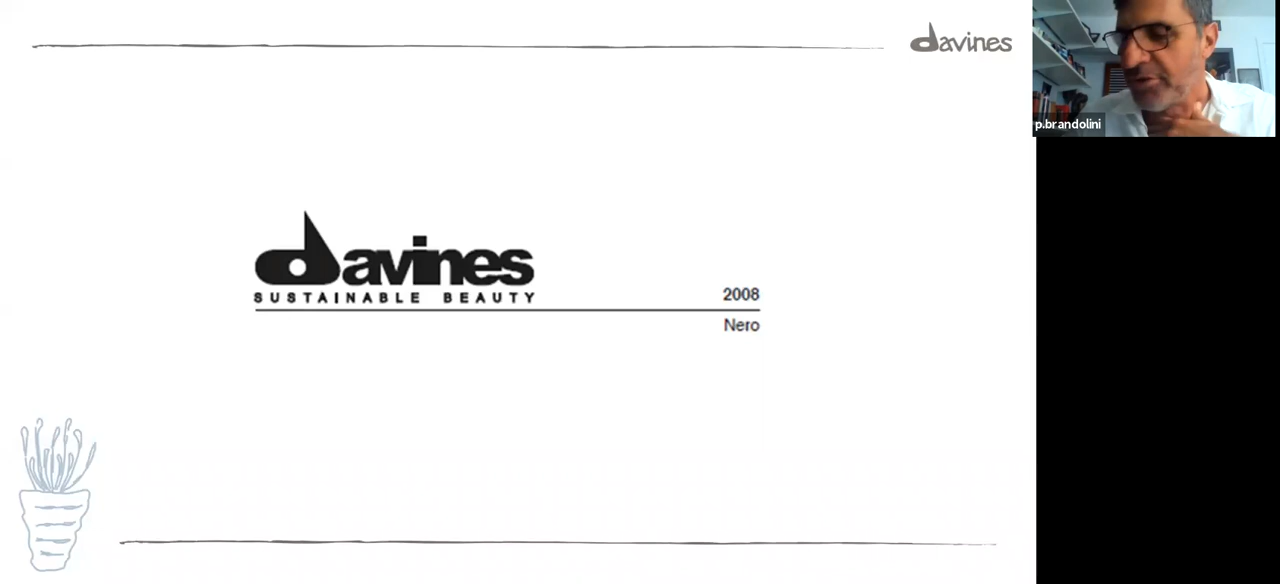 davines
p.brandolini
davines
SUSTAINABLE BEAUTY
2008
Nero